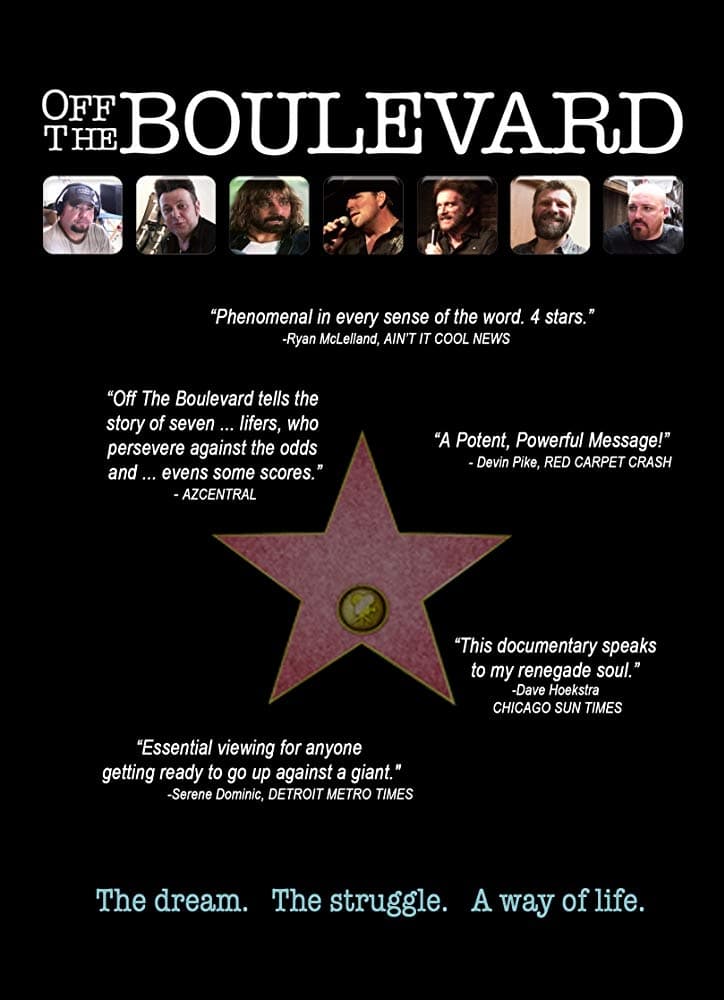 OFF
THE BOULEVARD
“Phenomenal in every sense of the word. 4 stars.”
-Ryan McLelland, AIN’T IT COOL NEWS
“Off The Boulevard tells the
story of seven ... lifers, who
persevere against the odds
and ... evens some scores.”
- AZCENTRAL
“A Potent, Powerful Message!”
- Devin Pike, RED CARPET CRASH
“This documentary speaks
to my renegade soul.”
-Dave Hoekstra
CHICAGO SUN TIMES
“Essential viewing for anyone
getting ready to go up against a giant.”
-Serene Dominic, DETROIT METRO TIMES
The dream. The struggle. A way of life.